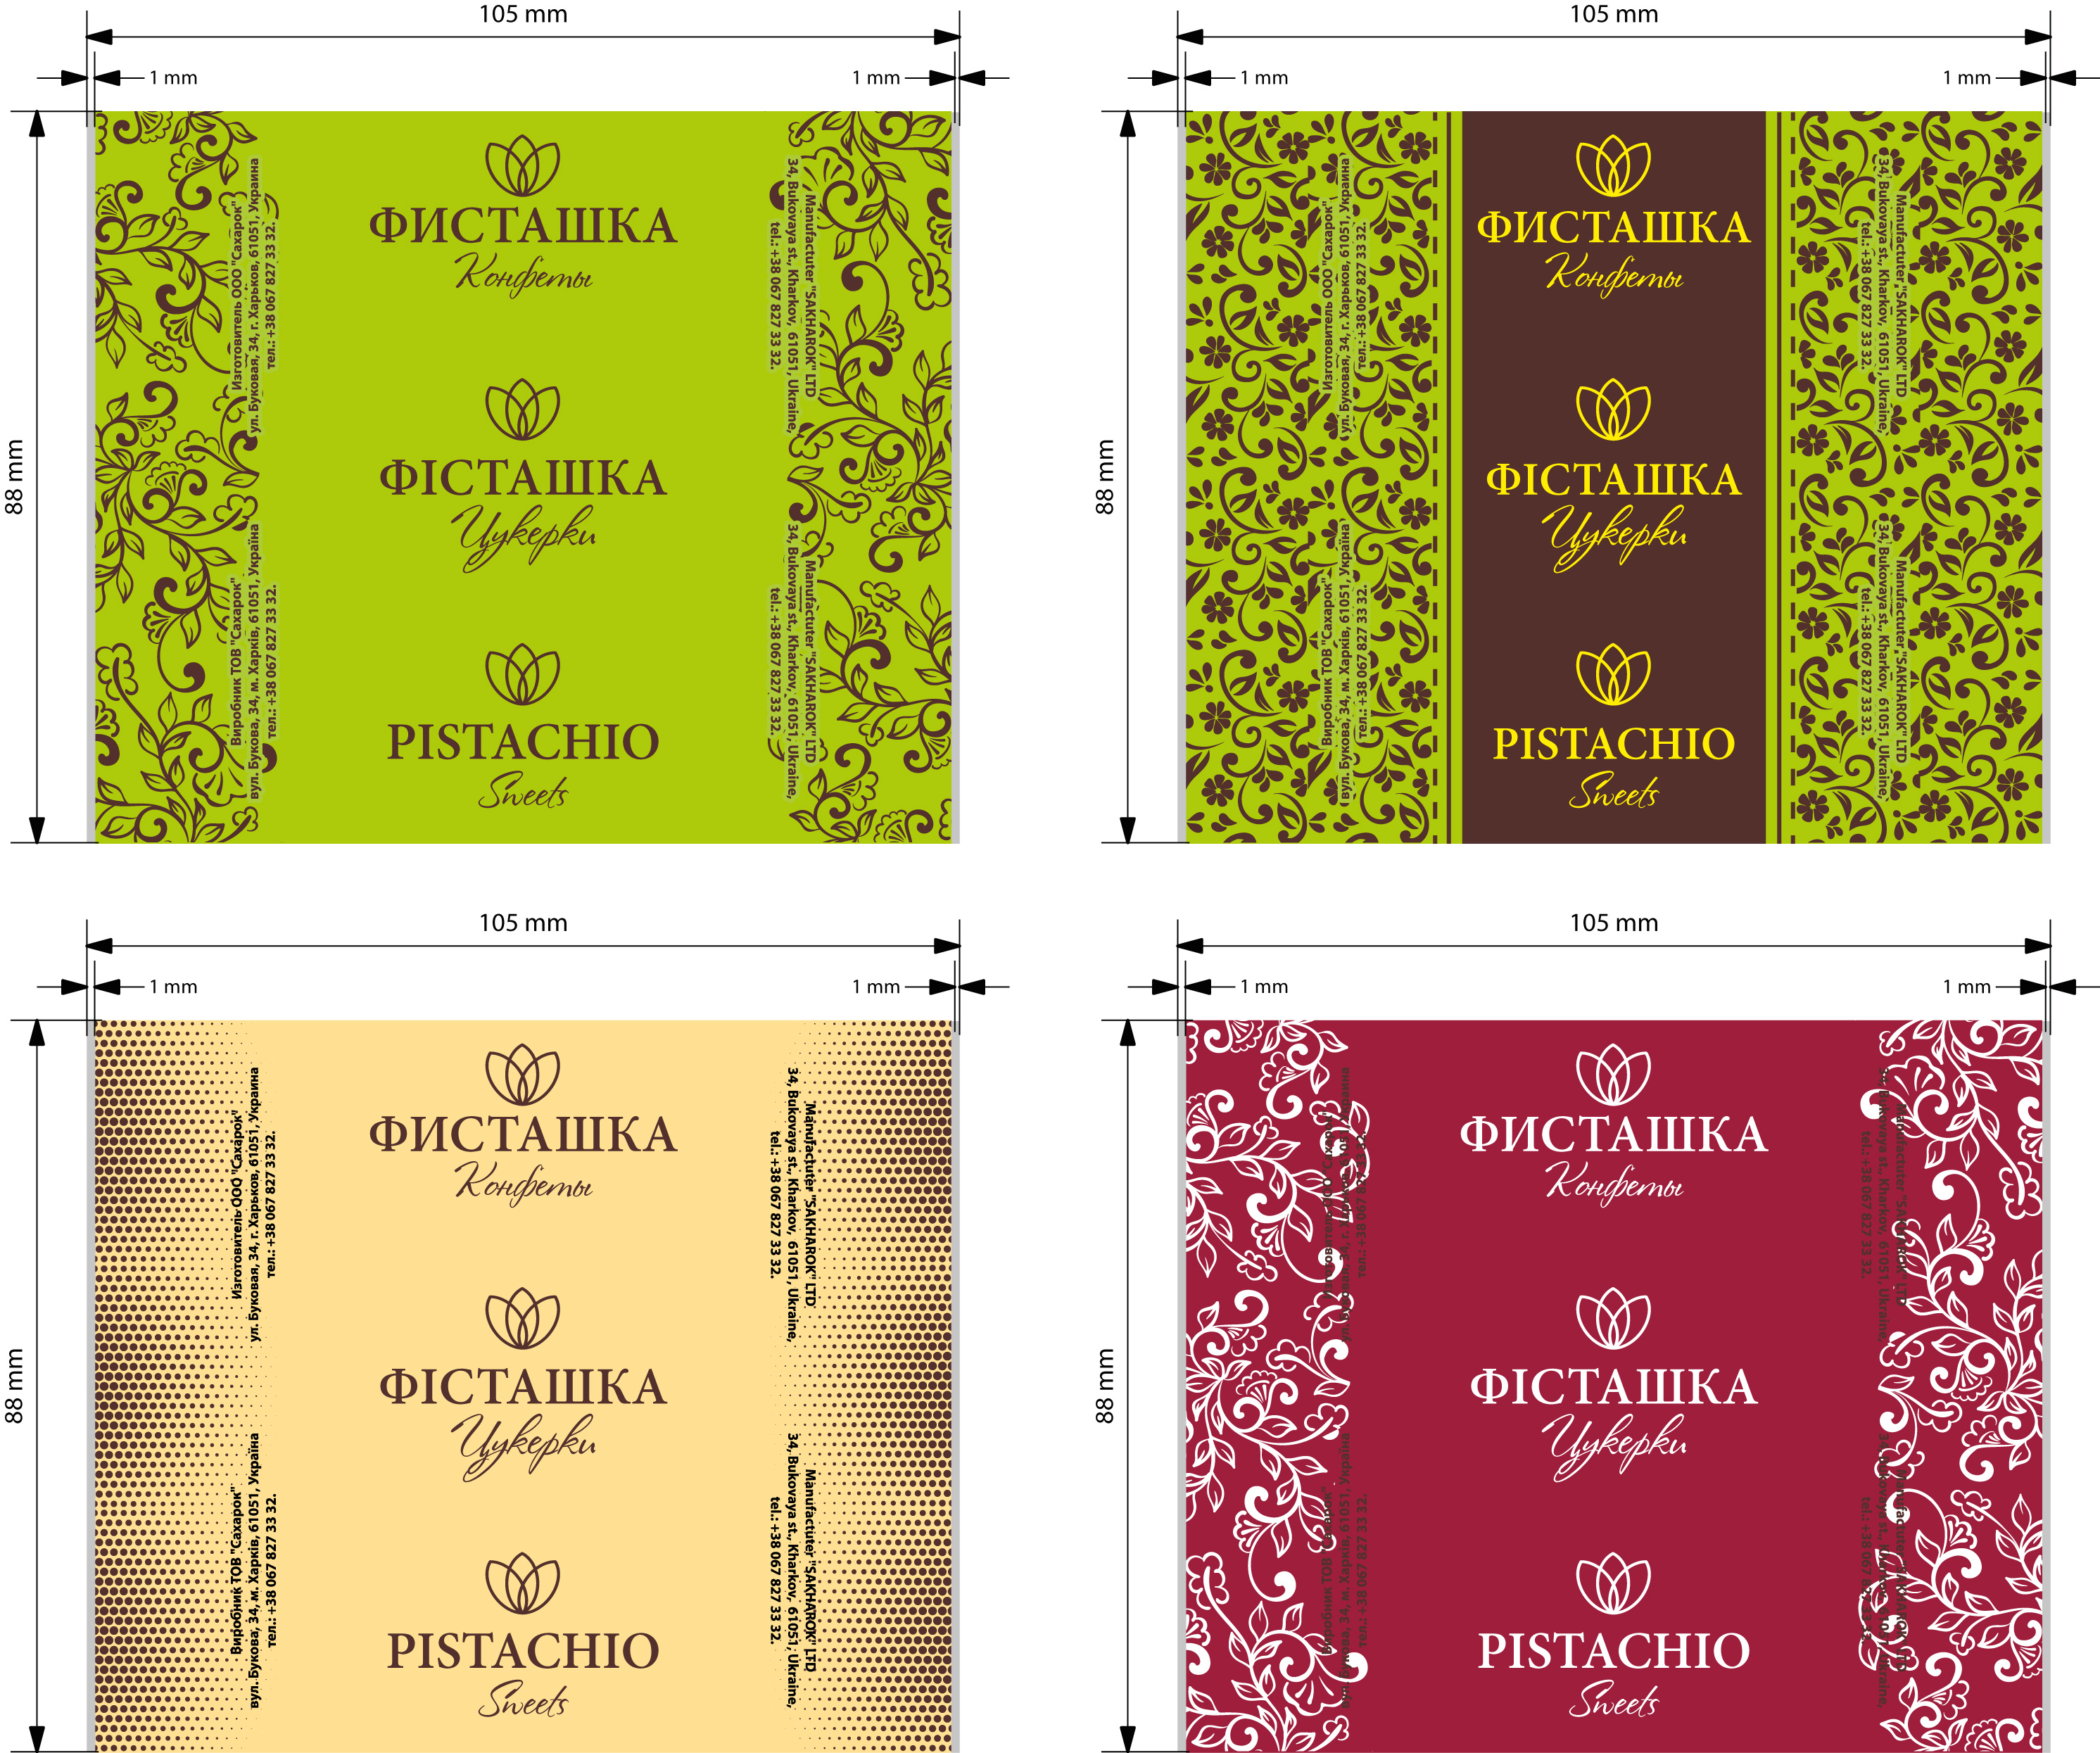 105 mm
1 mm
1 mm
88 mm
ФИСТАШКА
Конфеты
ФІСТАШКА
Цукерки
PISTACHIO
Sweets
Изготовитель ООО "Сахарок"
ул. Буковая, 34, г. Харьков, 61051, Украина
тел.: +38 067 827 33 32.
Виробник ТОВ "Сахарок"
вул. Букова, 34, м. Харків, 61051, Україна
тел.: +38 067 827 33 32.
Manufactuter "SAKHAROK" LTD
34, Bukovaya st., Kharkov, 61051, Ukraine,
tel.: +38 067 827 33 32.
Manufactuter "SAKHAROK" LTD
34, Bukovaya st., Kharkov, 61051, Ukraine,
tel.: +38 067 827 33 32.
105 mm
1 mm
1 mm
88 mm
ФИСТАШКА
Конфеты
ФІСТАШКА
Цукерки
PISTACHIO
Sweets
Изготовитель ООО "Сахарок"
ул. Буковая, 34, г. Харьков, 61051, Украина
тел.: +38 067 827 33 32.
Виробник ТОВ "Сахарок"
вул. Букова, 34, м. Харків, 61051, Україна
тел.: +38 067 827 33 32.
Manufactuter "SAKHAROK" LTD
34, Bukovaya st., Kharkov, 61051, Ukraine,
tel.: +38 067 827 33 32.
Manufactuter "SAKHAROK" LTD
34, Bukovaya st., Kharkov, 61051, Ukraine,
tel.: +38 067 827 33 32.
105 mm
1 mm
1 mm
88 mm
ФИСТАШКА
Конфеты
ФІСТАШКА
Цукерки
PISTACHIO
Sweets
Изготовитель ООО "Сахарок"
ул. Буковая, 34, г. Харьков, 61051, Украина
тел.: +38 067 827 33 32.
Виробник ТОВ "Сахарок"
вул. Букова, 34, м. Харків, 61051, Україна
тел.: +38 067 827 33 32.
Manufactuter "SAKHAROK" LTD
34, Bukovaya st., Kharkov, 61051, Ukraine,
tel.: +38 067 827 33 32.
Manufactuter "SAKHAROK" LTD
34, Bukovaya st., Kharkov, 61051, Ukraine,
tel.: +38 067 827 33 32.
105 mm
1 mm
1 mm
88 mm
ФИСТАШКА
Конфеты
ФІСТАШКА
Цукерки
PISTACHIO
Sweets
Изготовитель ООО "Сахарок"
ул. Буковая, 34, г. Харьков, 61051, Украина
тел.: +38 067 827 33 32.
Виробник ТОВ "Сахарок"
вул. Букова, 34, м. Харків, 61051, Україна
тел.: +38 067 827 33 32.
Manufactuter "SAKHAROK" LTD
34, Bukovaya st., Kharkov, 61051, Ukraine,
tel.: +38 067 827 33 32.
Manufactuter "SAKHAROK" LTD
34, Bukovaya st., Kharkov, 61051, Ukraine,
tel.: +38 067 827 33 32.